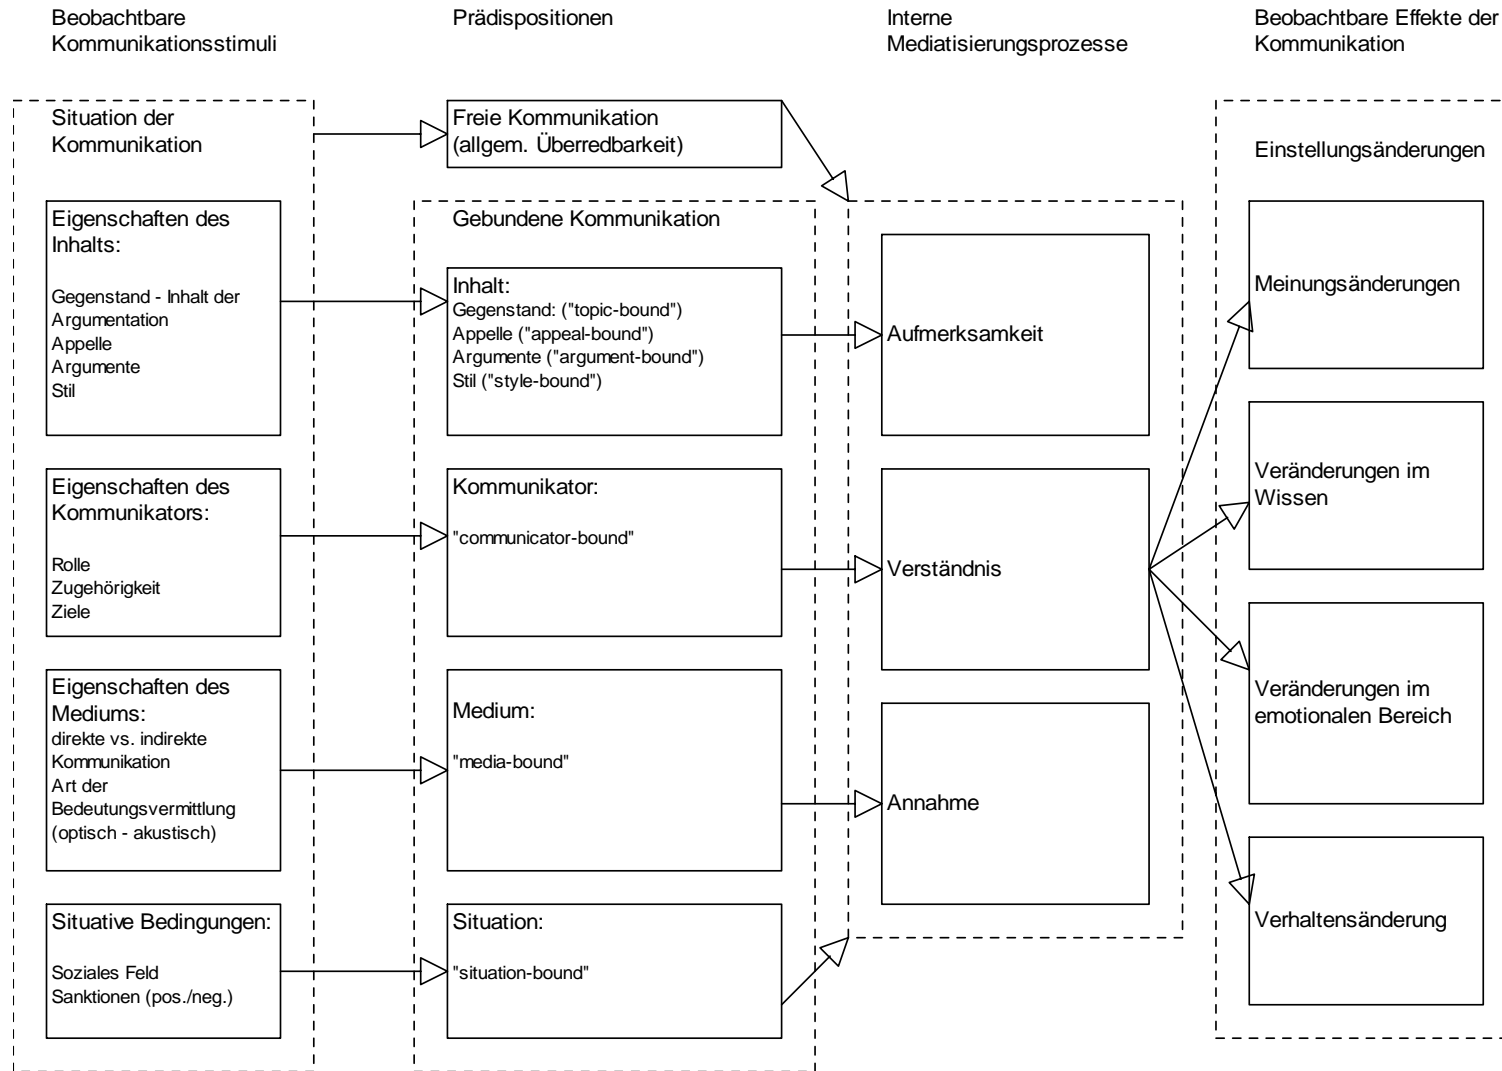 Beobachtbare
Kommunikationsstimuli
Prädispositionen
Interne
Mediatisierungsprozesse
Beobachtbare Effekte der
Kommunikation
Situation der
Kommunikation
Eigenschaften des
Inhalts:
Gegenstand - Inhalt der
Argumentation
Appelle
Argumente
Stil
Eigenschaften des
Kommunikators:
Rolle
Zugehörigkeit
Ziele
Eigenschaften des
Mediums:
direkte vs. indirekte
Kommunikation
Art der
Bedeutungsvermittlung
(optisch - akustisch)
Situative Bedingungen:
Soziales Feld
Sanktionen (pos./neg.)
Freie Kommunikation
(allgem. Überredbarkeit)
Gebundene Kommunikation
Inhalt:
Gegenstand: ("topic-bound")
Appelle ("appeal-bound")
Argumente ("argument-bound")
Stil ("style-bound")
Kommunikator:
"communicator-bound"
Medium:
"media-bound"
Situation:
"situation-bound"
Aufmerksamkeit
Verständnis
Annahme
Einstellungsänderungen
Meinungsänderungen
Veränderungen im
Wissen
Veränderungen im
emotionalen Bereich
Verhaltensänderung